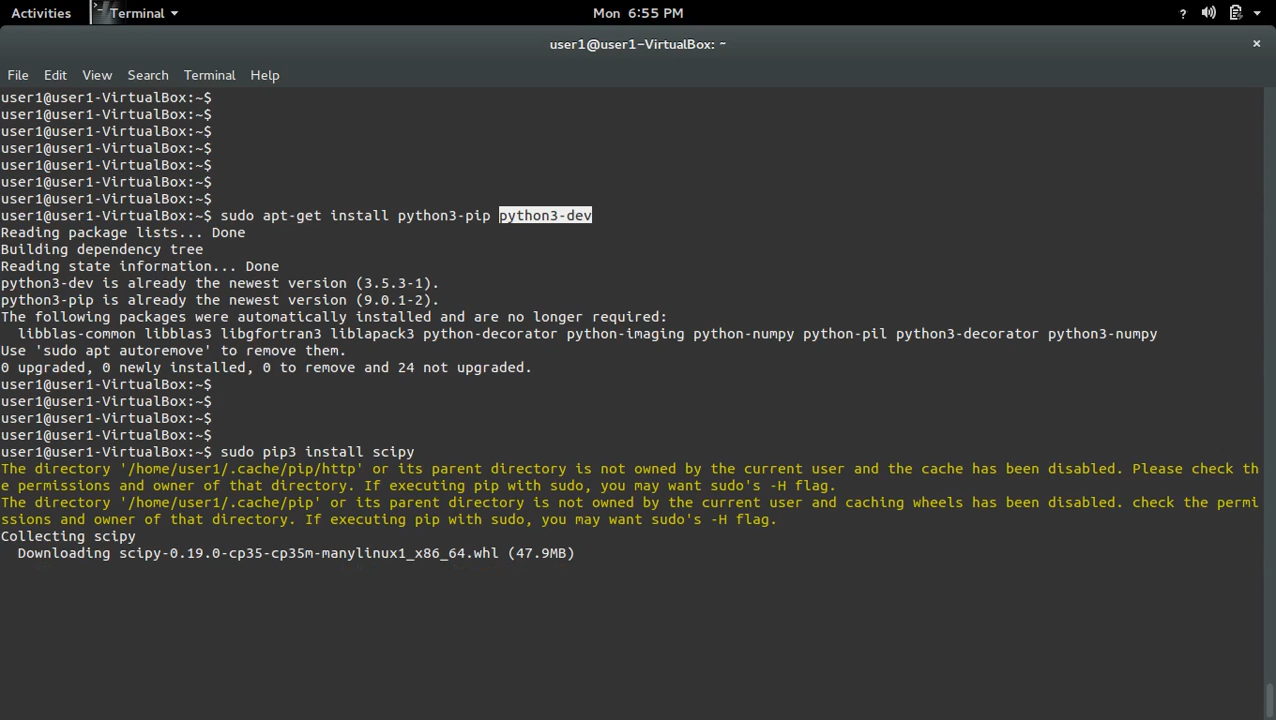 Activities Terminal Mon 6:55 PM ?
user1@user1-VirtualBox: ~ ×
File Edit View Search Terminal Help
user1@user1-VirtualBox:~$
user1@user1-VirtualBox:~$
user1@user1-VirtualBox:~$
user1@user1-VirtualBox:~$
user1@user1-VirtualBox:~$
user1@user1-VirtualBox:~$
user1@user1-VirtualBox:~$
user1@user1-VirtualBox:~$ sudo apt-get install python3-pip python3-dev
Reading package lists... Done
Building dependency tree
Reading state information... Done
python3-dev is already the newest version (3.5.3-1).
python3-pip is already the newest version (9.0.1-2).
The following packages were automatically installed and are no longer required:
  libblas-common libblas3 libgfortran3 liblapack3 python-decorator python-imaging python-numpy python-pil python3-decorator python3-numpy
Use 'sudo apt autoremove' to remove them.
0 upgraded, 0 newly installed, 0 to remove and 24 not upgraded.
user1@user1-VirtualBox:~$
user1@user1-VirtualBox:~$
user1@user1-VirtualBox:~$
user1@user1-VirtualBox:~$
user1@user1-VirtualBox:~$ sudo pip3 install scipy
The directory '/home/user1/.cache/pip/http' or its parent directory is not owned by the current user and the cache has been disabled. Please check th
e permissions and owner of that directory. If executing pip with sudo, you may want sudo's -H flag.
The directory '/home/user1/.cache/pip' or its parent directory is not owned by the current user and caching wheels has been disabled. check the permi
ssions and owner of that directory. If executing pip with sudo, you may want sudo's -H flag.
Collecting scipy
  Downloading scipy-0.19.0-cp35-cp35m-manylinux1_x86_64.whl (47.9MB)